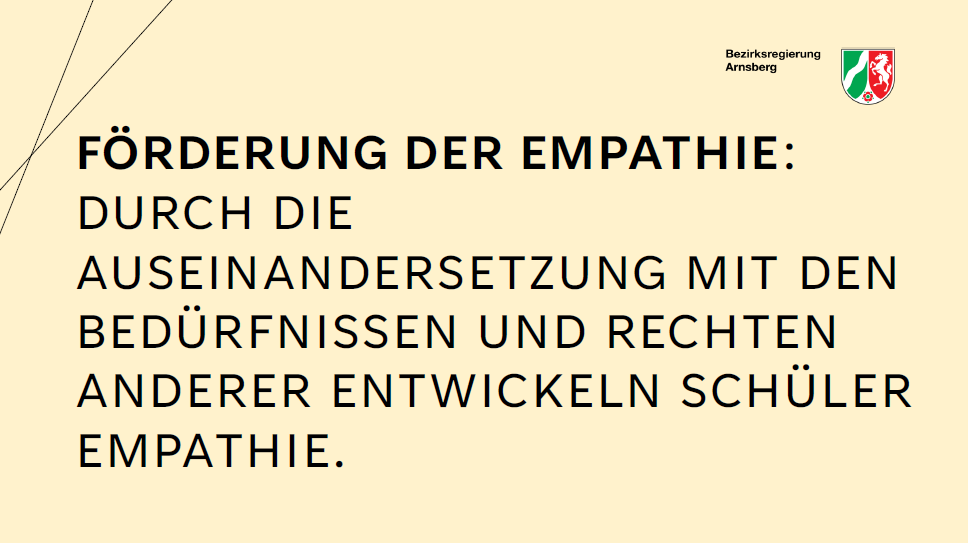 Bezirksregierung
Arnsberg
FÖRDERUNG DER EMPATHIE:
DURCH DIE
AUSEINANDERSETZUNG MIT DEN
BEDÜRFNISSEN UND RECHTEN
ANDERER ENTWICKELN SCHÜLER
EMPATHIE.